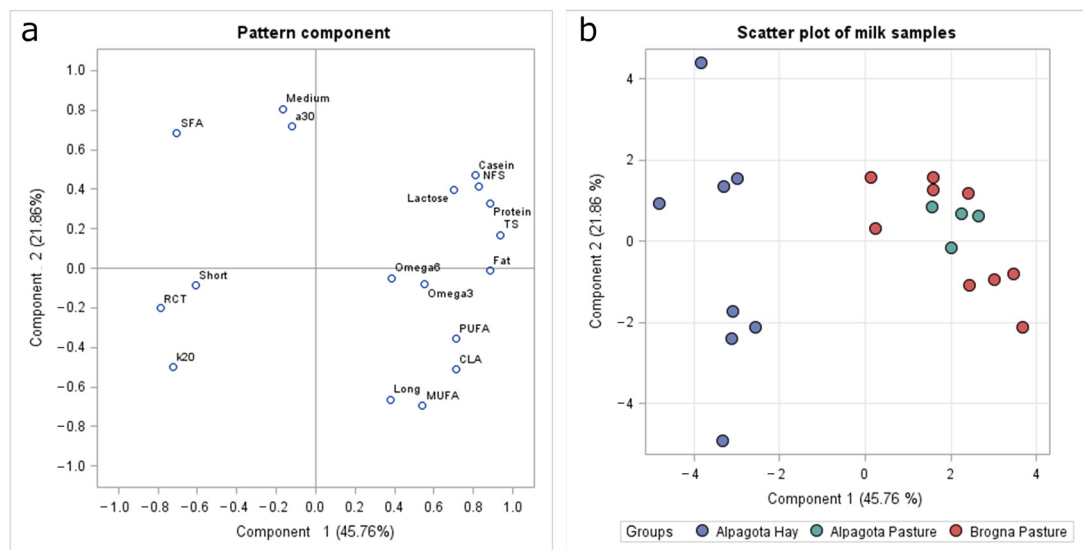 a
Pattern component
1.0
0.8
0.6
0.4
0.2
0.0
−0.2
−0.4
−0.6
−0.8
−1.0
Component 2 (21.86%)
SFA
Medium
a30
Casein
NFS
Lactose
Protein
TS
Fat
Omega6
Omega3
Short
RCT
k20
PUFA
CLA
Long
MUFA
−1.0 −0.8 −0.6 −0.4 −0.2 0.0 0.2 0.4 0.6 0.8 1.0
Component 1 (45.76%)
b
Scatter plot of milk samples
4
2
0
−2
−4
Component 2 (21.86 %)
−4 −2 0 2 4
Component 1 (45.76 %)
Groups Alpagota Hay Alpagota Pasture Brogna Pasture